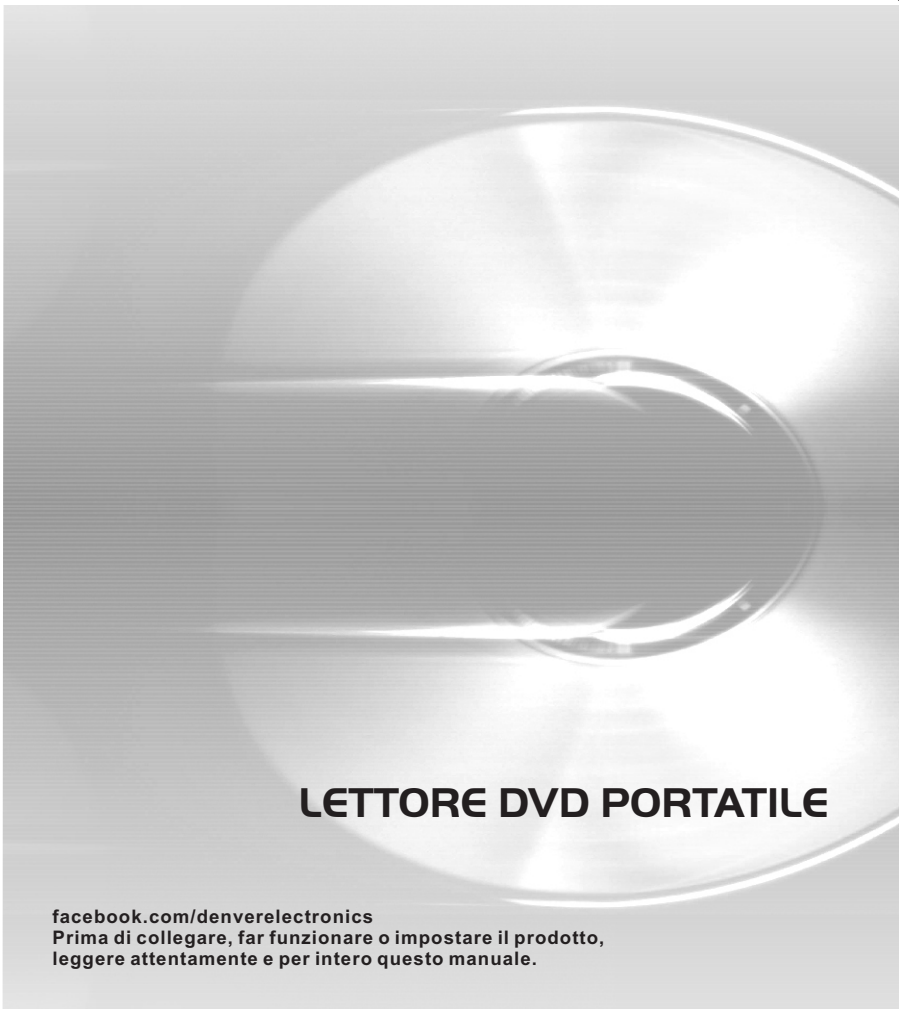 LETTORE DVD PORTATILE
facebook.com/denverelectronics
Prima di collegare, far funzionare o impostare il prodotto,
leggere attentamente e per intero questo manuale.